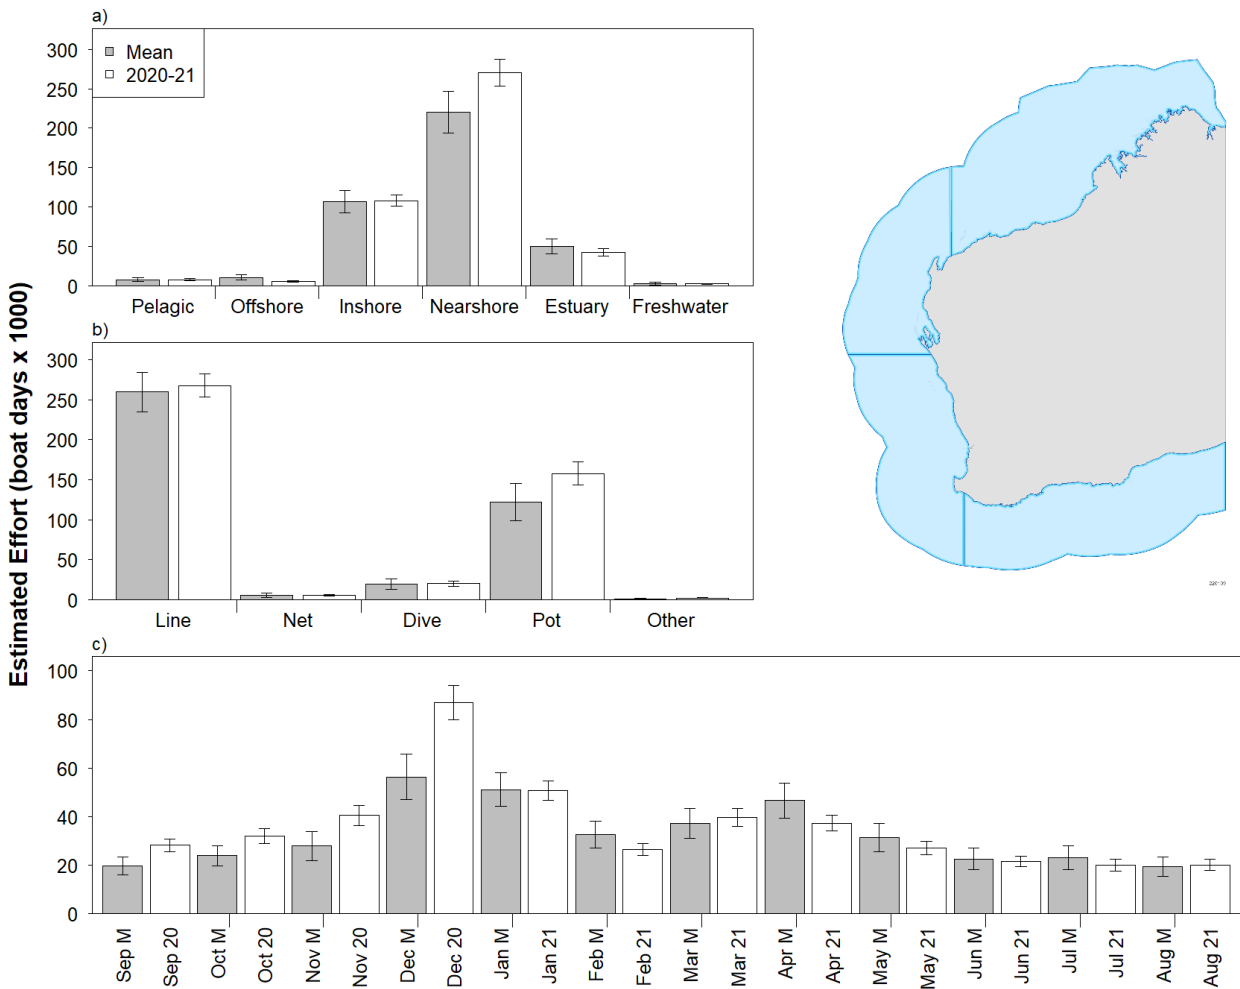 Estimated Effort (boat days x 1000)
a)
300
250
200
150
100
50
0
Mean
2020-21
Pelagic Offshore Inshore Nearshore Estuary Freshwater
b)
300
250
200
150
100
50
0
Line Net Dive Pot Other
c)
100
80
60
40
20
0
Sep M
Sep 20
Oct M
Oct 20
Nov M
Nov 20
Dec M
Dec 20
Jan M
Jan 21
Feb M
Feb 21
Mar M
Mar 21
Apr M
Apr 21
May M
May 21
Jun M
Jun 21
Jul M
Jul 21
Aug M
Aug 21